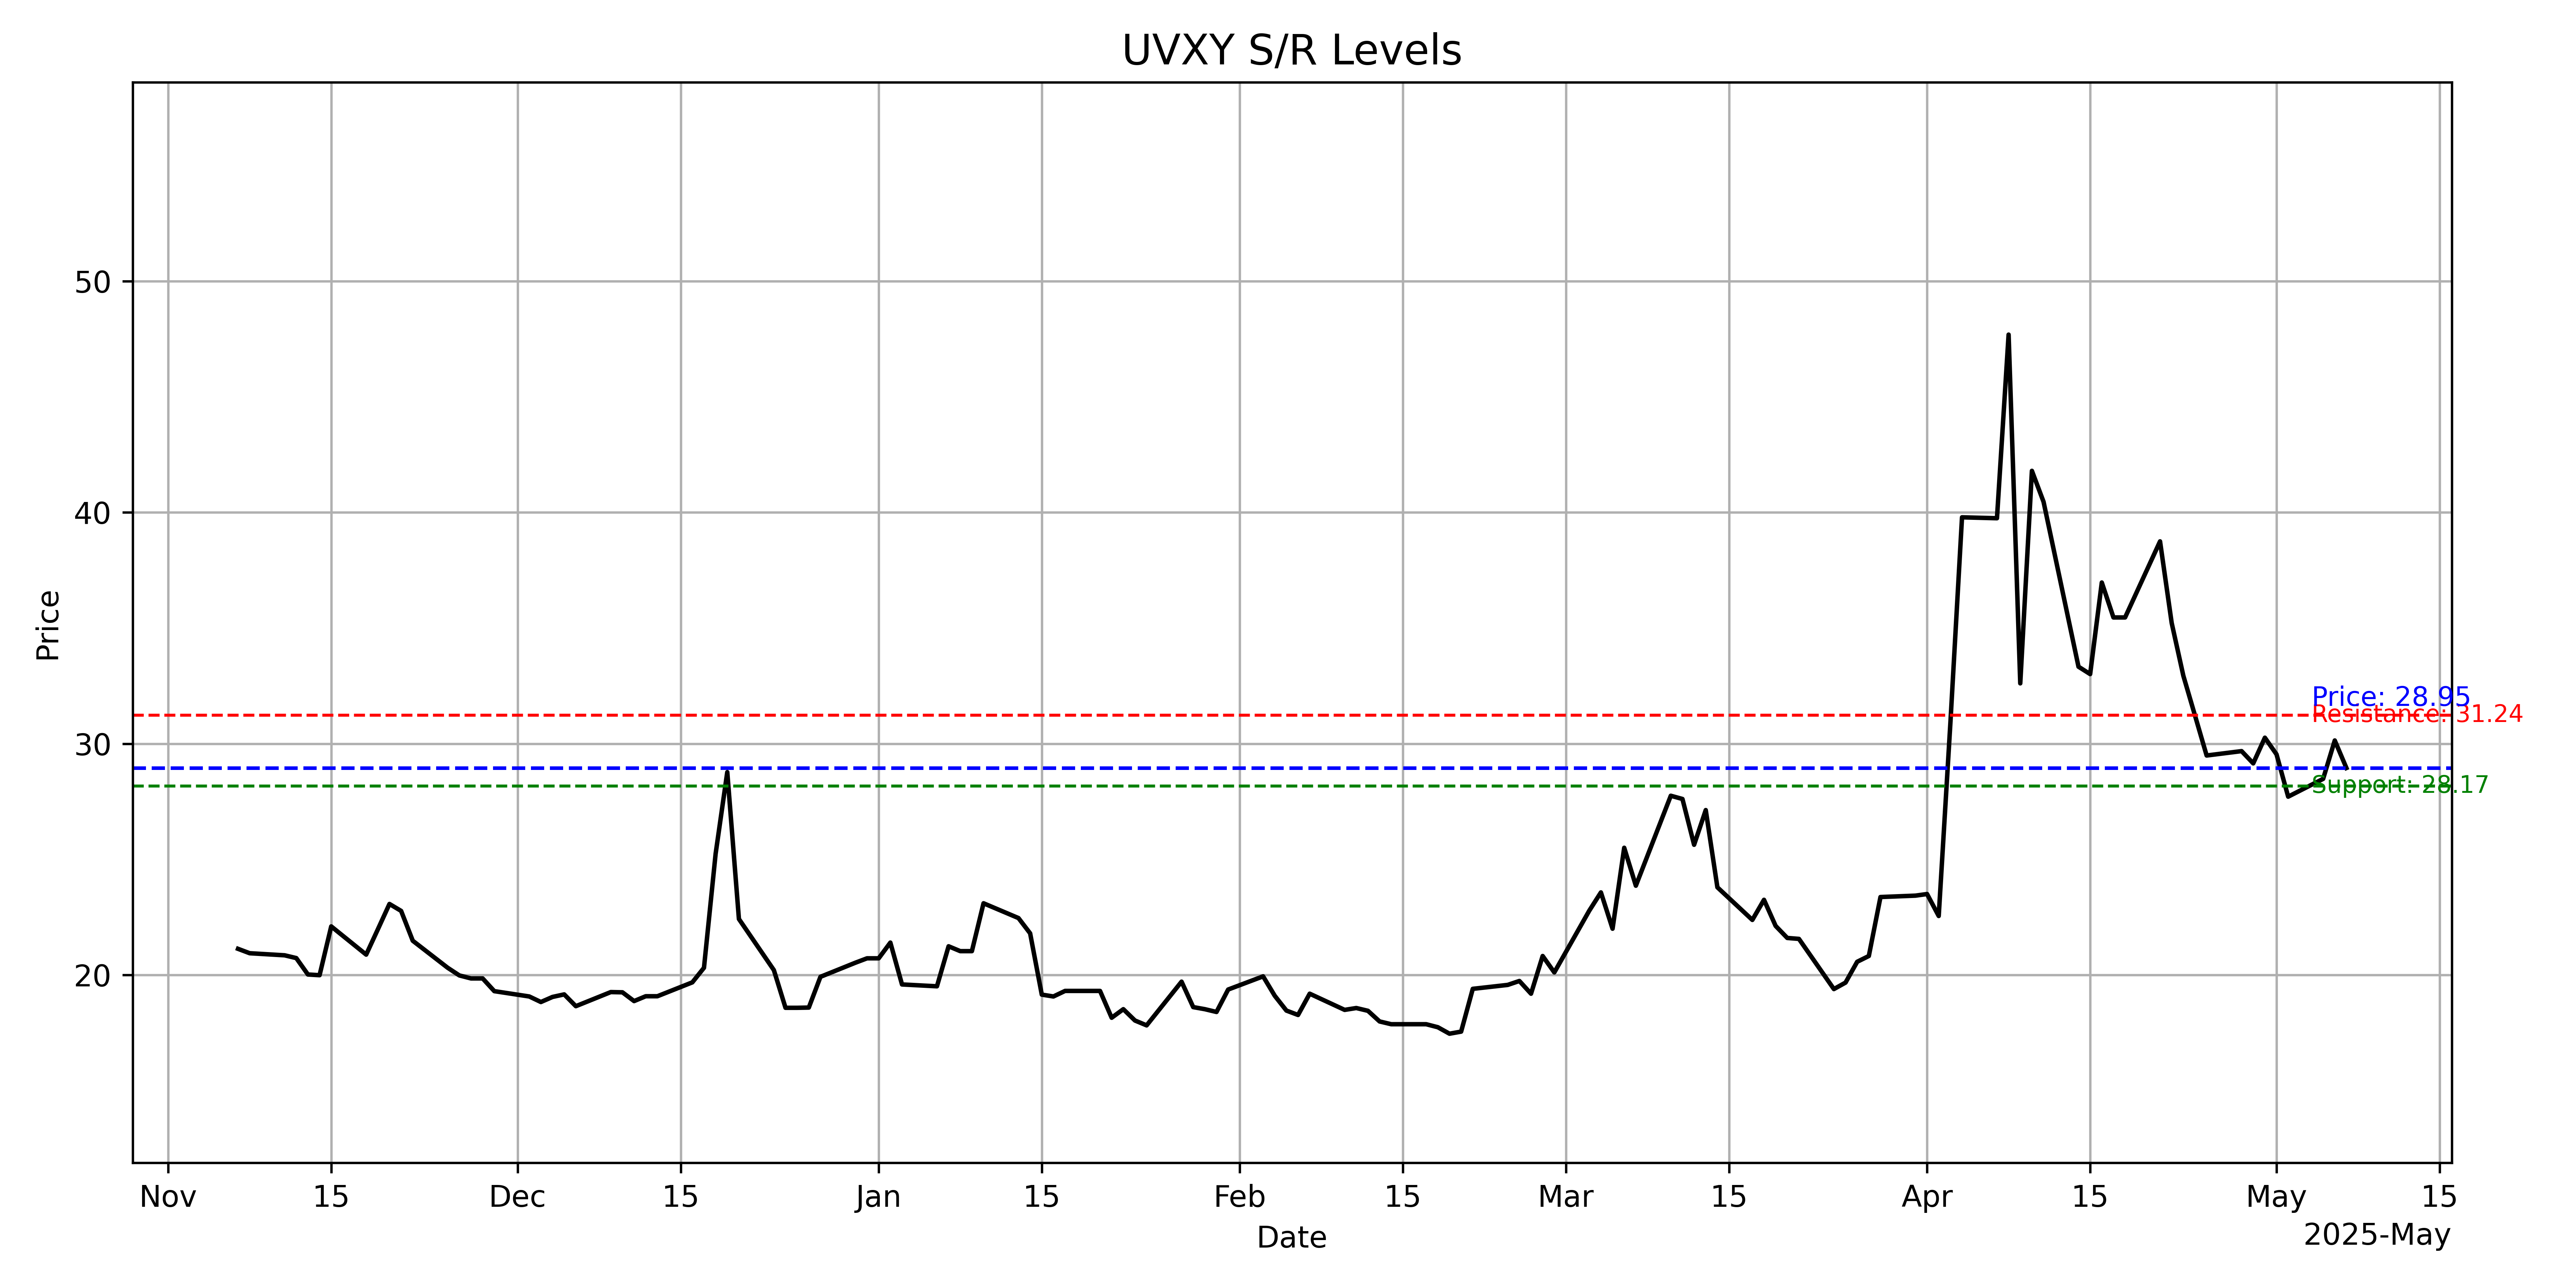 UVXY S/R Levels
Price
50
40
30
20
Price: 28.95
Resistance: 31.24
Support: 28.17
Nov 15 Dec 15 Jan 15 Feb 15 Mar 15 Apr 15 May 15
Date
2025-May